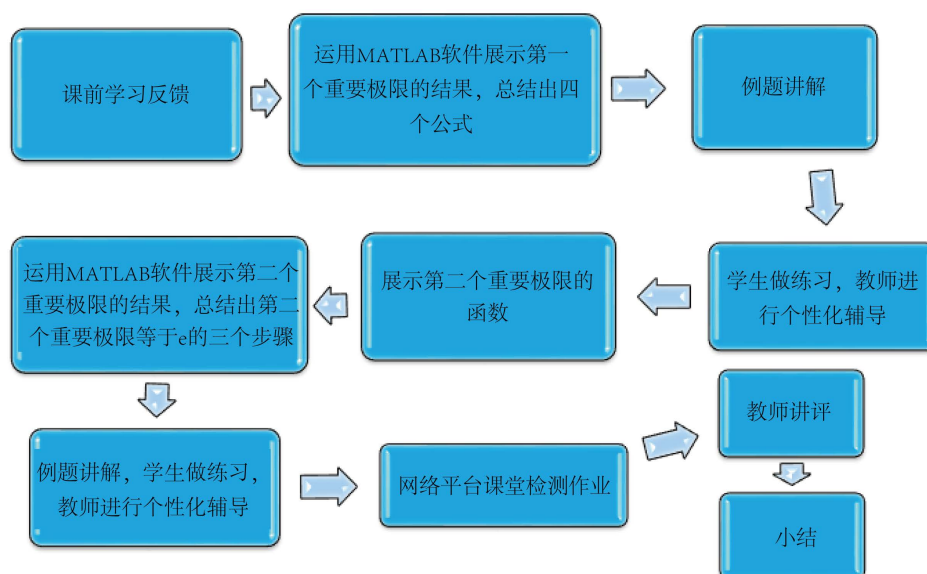 课前学习反馈
运用MATLAB软件展示第一
个重要极限的结果，总结出四
个公式
例题讲解
学生做练习，教师进
行个性化辅导
展示第二个重要极限的
函数
运用MATLAB软件展示第二个
重要极限的结果，总结出第二
个重要极限等于e的三个步骤
例题讲解，学生做练习，
教师进行个性化辅导
网络平台课堂检测作业
教师讲评
小结